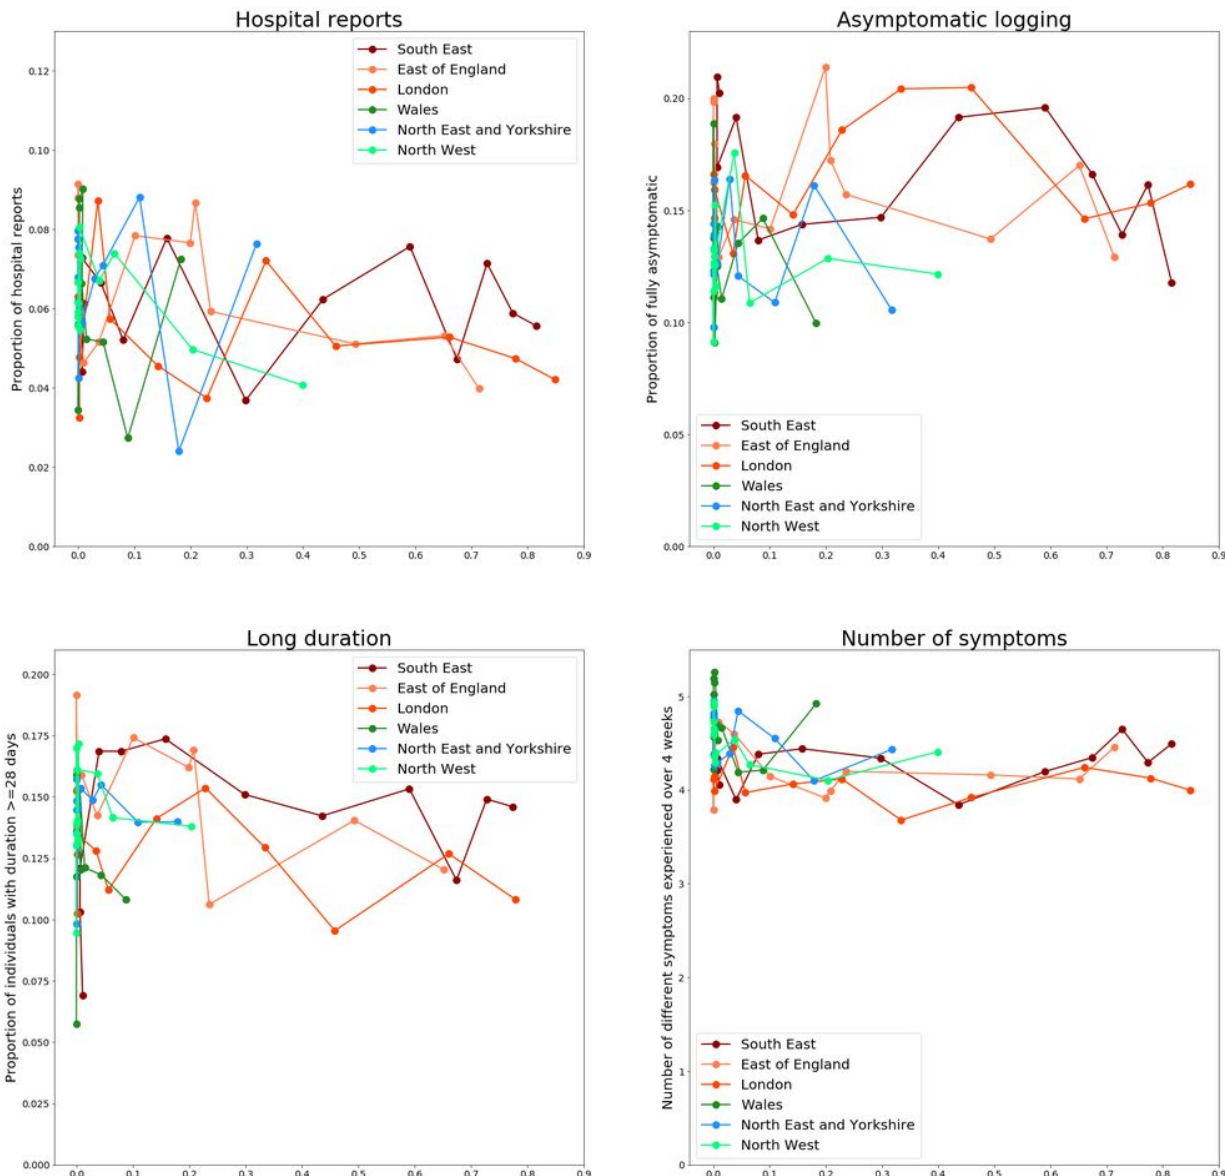 Hospital reports
Proportion of hospital reports
0.12
0.10
0.08
0.06
0.04
0.02
0.00
South East
East of England
London
Wales
North East and Yorkshire
North West
0.0 0.1 0.2 0.3 0.4 0.5 0.6 0.7 0.8 0.9
Asymptomatic logging
Proportion of fully asymptomatic
0.20
0.15
0.10
0.05
0.00
South East
East of England
London
Wales
North East and Yorkshire
North West
0.0 0.1 0.2 0.3 0.4 0.5 0.6 0.7 0.8 0.9
Long duration
Proportion of individuals with duration >=28 days
0.200
0.175
0.150
0.125
0.100
0.075
0.050
0.025
0.000
South East
East of England
London
Wales
North East and Yorkshire
North West
0.0 0.1 0.2 0.3 0.4 0.5 0.6 0.7 0.8 0.9
Number of symptoms
Number of different symptoms experienced over 4 weeks
5
4
3
2
1
0
South East
East of England
London
Wales
North East and Yorkshire
North West
0.0 0.1 0.2 0.3 0.4 0.5 0.6 0.7 0.8 0.9